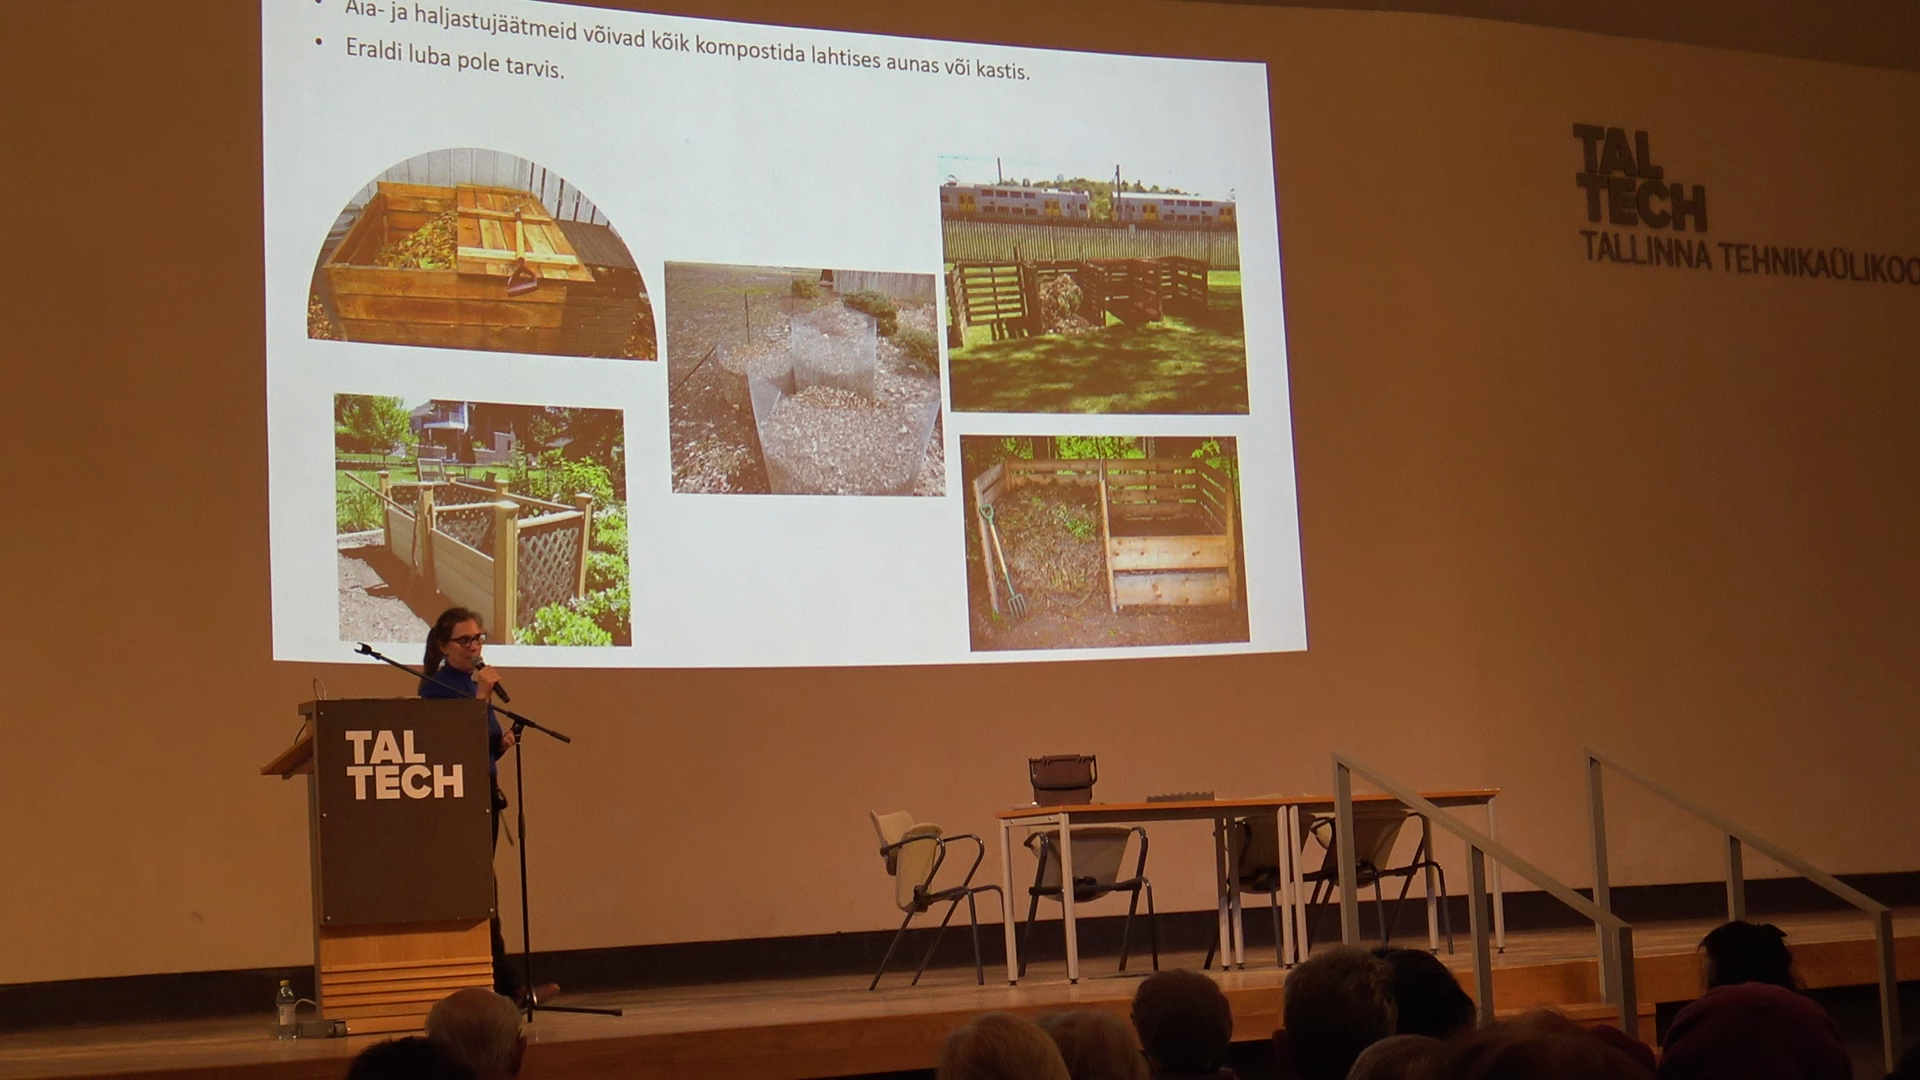 • Aia- ja haljastujäätmeid võivad kõik kompostida lahtises aunas või kastis.
• Eraldi luba pole tarvis.
TAL
TECH
TALLINNA TEHNIKAÜLIKOO
TAL
TECH